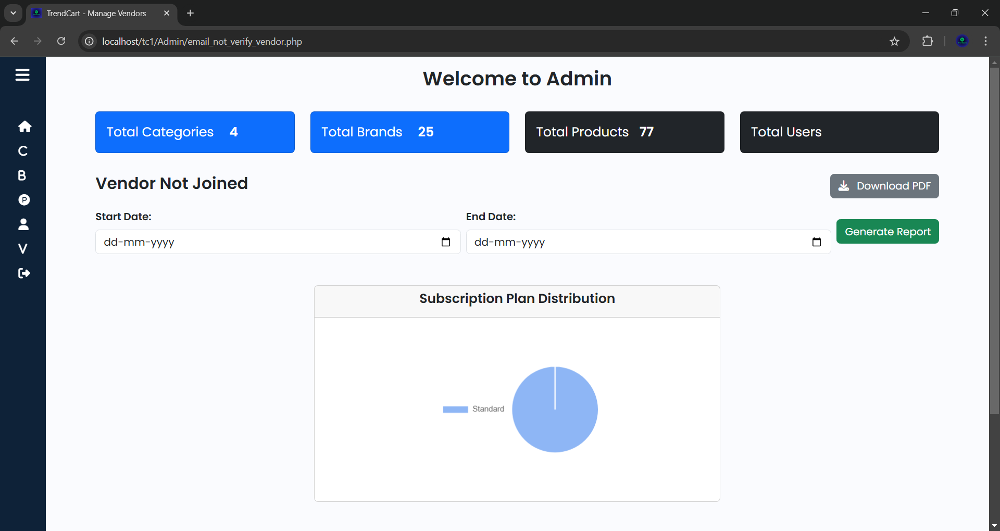 TrendCart - Manage Vendors
localhost/tc1/Admin/email_not_verify_vendor.php
Welcome to Admin
Total Categories 4
Total Brands 25
Total Products 77
Total Users
C
B
P
V
Vendor Not Joined
Download PDF
Start Date:
End Date:
dd-mm-yyyy
dd-mm-yyyy
Generate Report
Subscription Plan Distribution
Standard